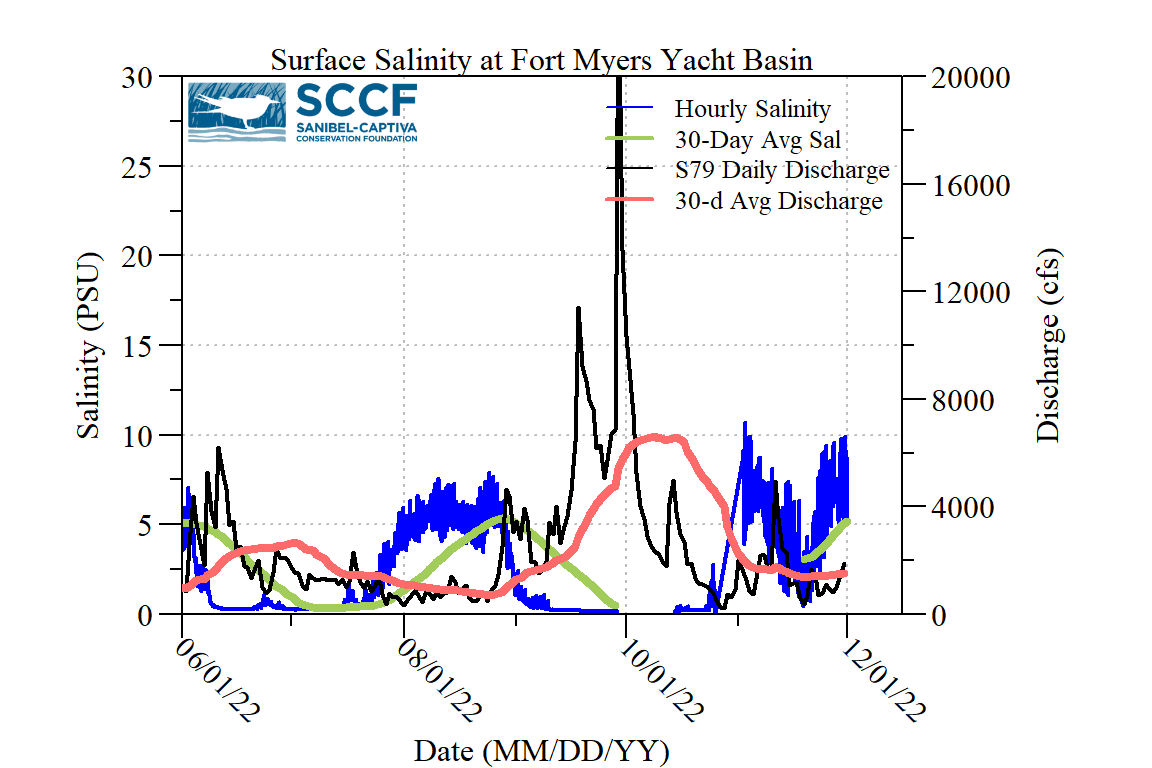 Surface Salinity at Fort Myers Yacht Basin
SCCF
SANIBEL-CAPTIVA
CONSERVATION FOUNDATION
Hourly Salinity
30-Day Avg Sal
S79 Daily Discharge
30-d Avg Discharge
Salinity (PSU)
30
25
20
15
10
5
0
20000
16000
12000
8000
4000
0
Discharge (cfs)
06/01/22
08/01/22
10/01/22
12/01/22
Date (MM/DD/YY)